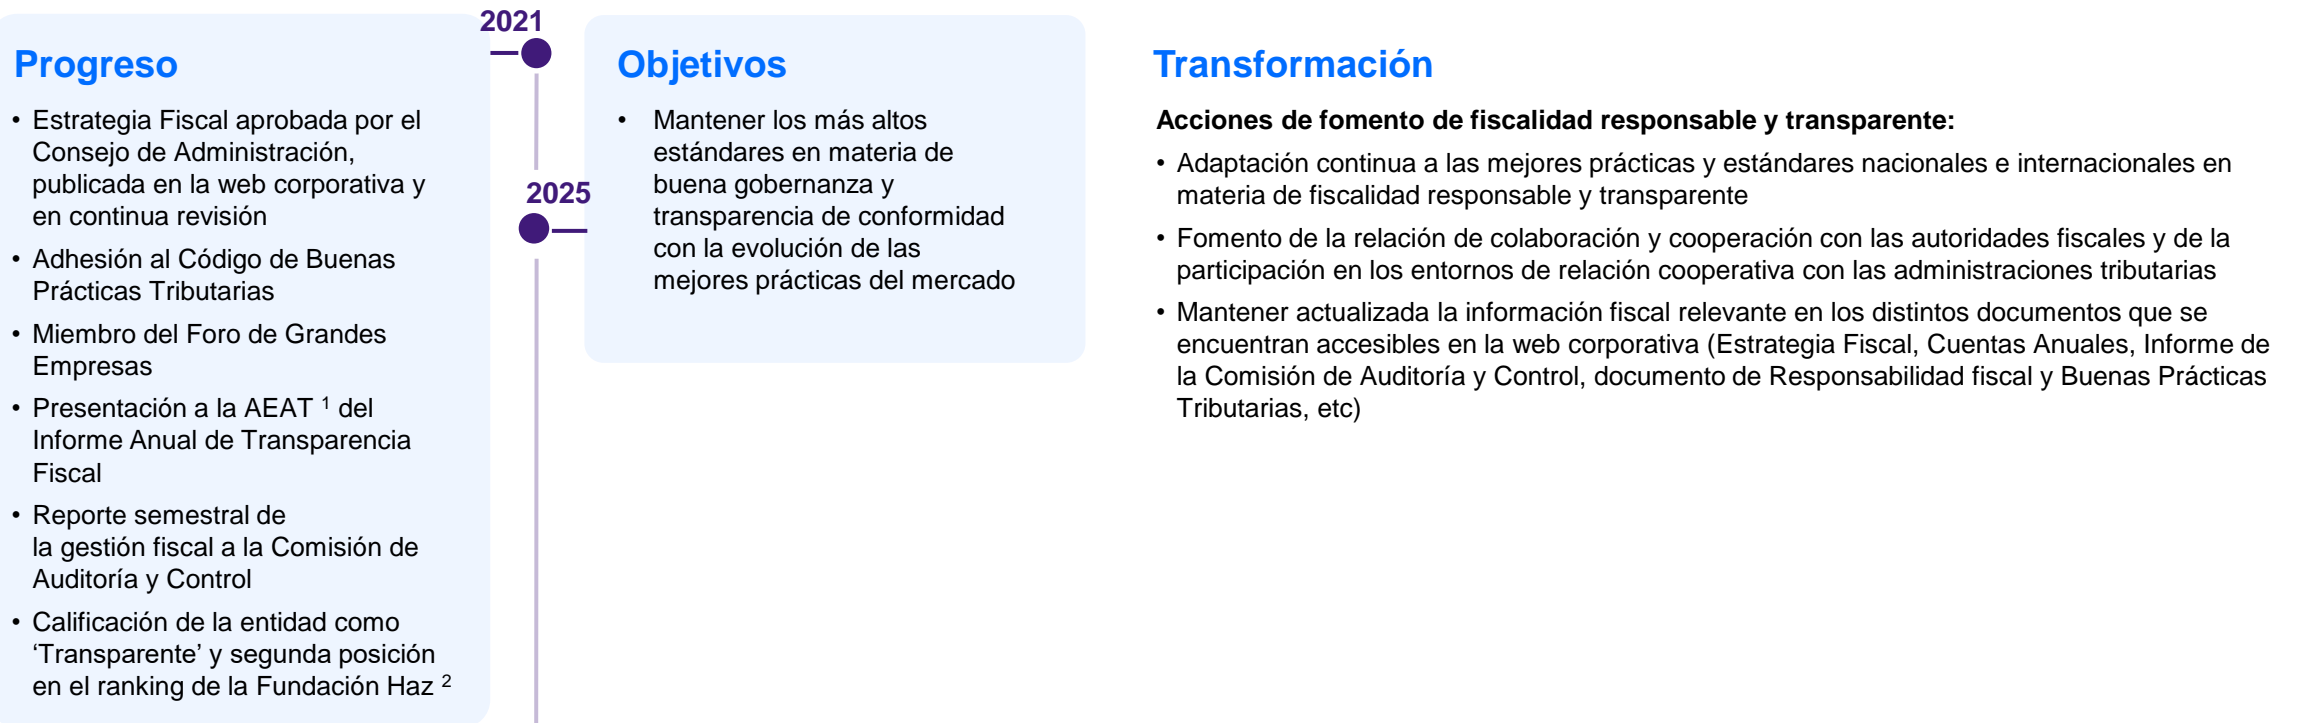 2021
Progreso
• Estrategia Fiscal aprobada por el
Consejo de Administración,
publicada en la web corporativa y
en continua revisión
• Adhesión al Código de Buenas
Prácticas Tributarias
• Miembro del Foro de Grandes
Empresas
• Presentación a la AEAT ¹ del
Informe Anual de Transparencia
Fiscal
• Reporte semestral de
la gestión fiscal a la Comisión de
Auditoría y Control
• Calificación de la entidad como
‘Transparente’ y segunda posición
en el ranking de la Fundación Haz ²
2025
Objetivos
• Mantener los más altos
estándares en materia de
buena gobernanza y
transparencia de conformidad
con la evolución de las
mejores prácticas del mercado
Transformación
Acciones de fomento de fiscalidad responsable y transparente:
• Adaptación continua a las mejores prácticas y estándares nacionales e internacionales en
materia de fiscalidad responsable y transparente
• Fomento de la relación de colaboración y cooperación con las autoridades fiscales y de la
participación en los entornos de relación cooperativa con las administraciones tributarias
• Mantener actualizada la información fiscal relevante en los distintos documentos que se
encuentran accesibles en la web corporativa (Estrategia Fiscal, Cuentas Anuales, Informe de
la Comisión de Auditoría y Control, documento de Responsabilidad fiscal y Buenas Prácticas
Tributarias, etc)